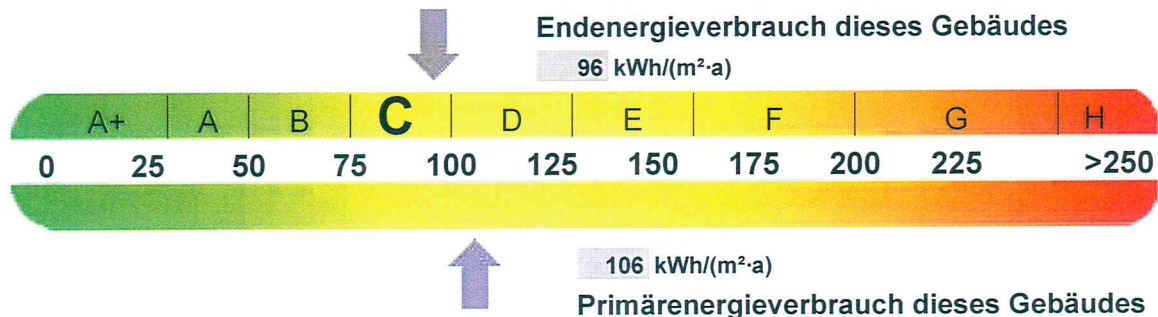 Endenergieverbrauch dieses Gebäudes
96 kWh/(m²·a)
A+ A B C D E F G H
0 25 50 75 100 125 150 175 200 225 >250
106 kWh/(m²·a)
Primärenergieverbrauch dieses Gebäudes